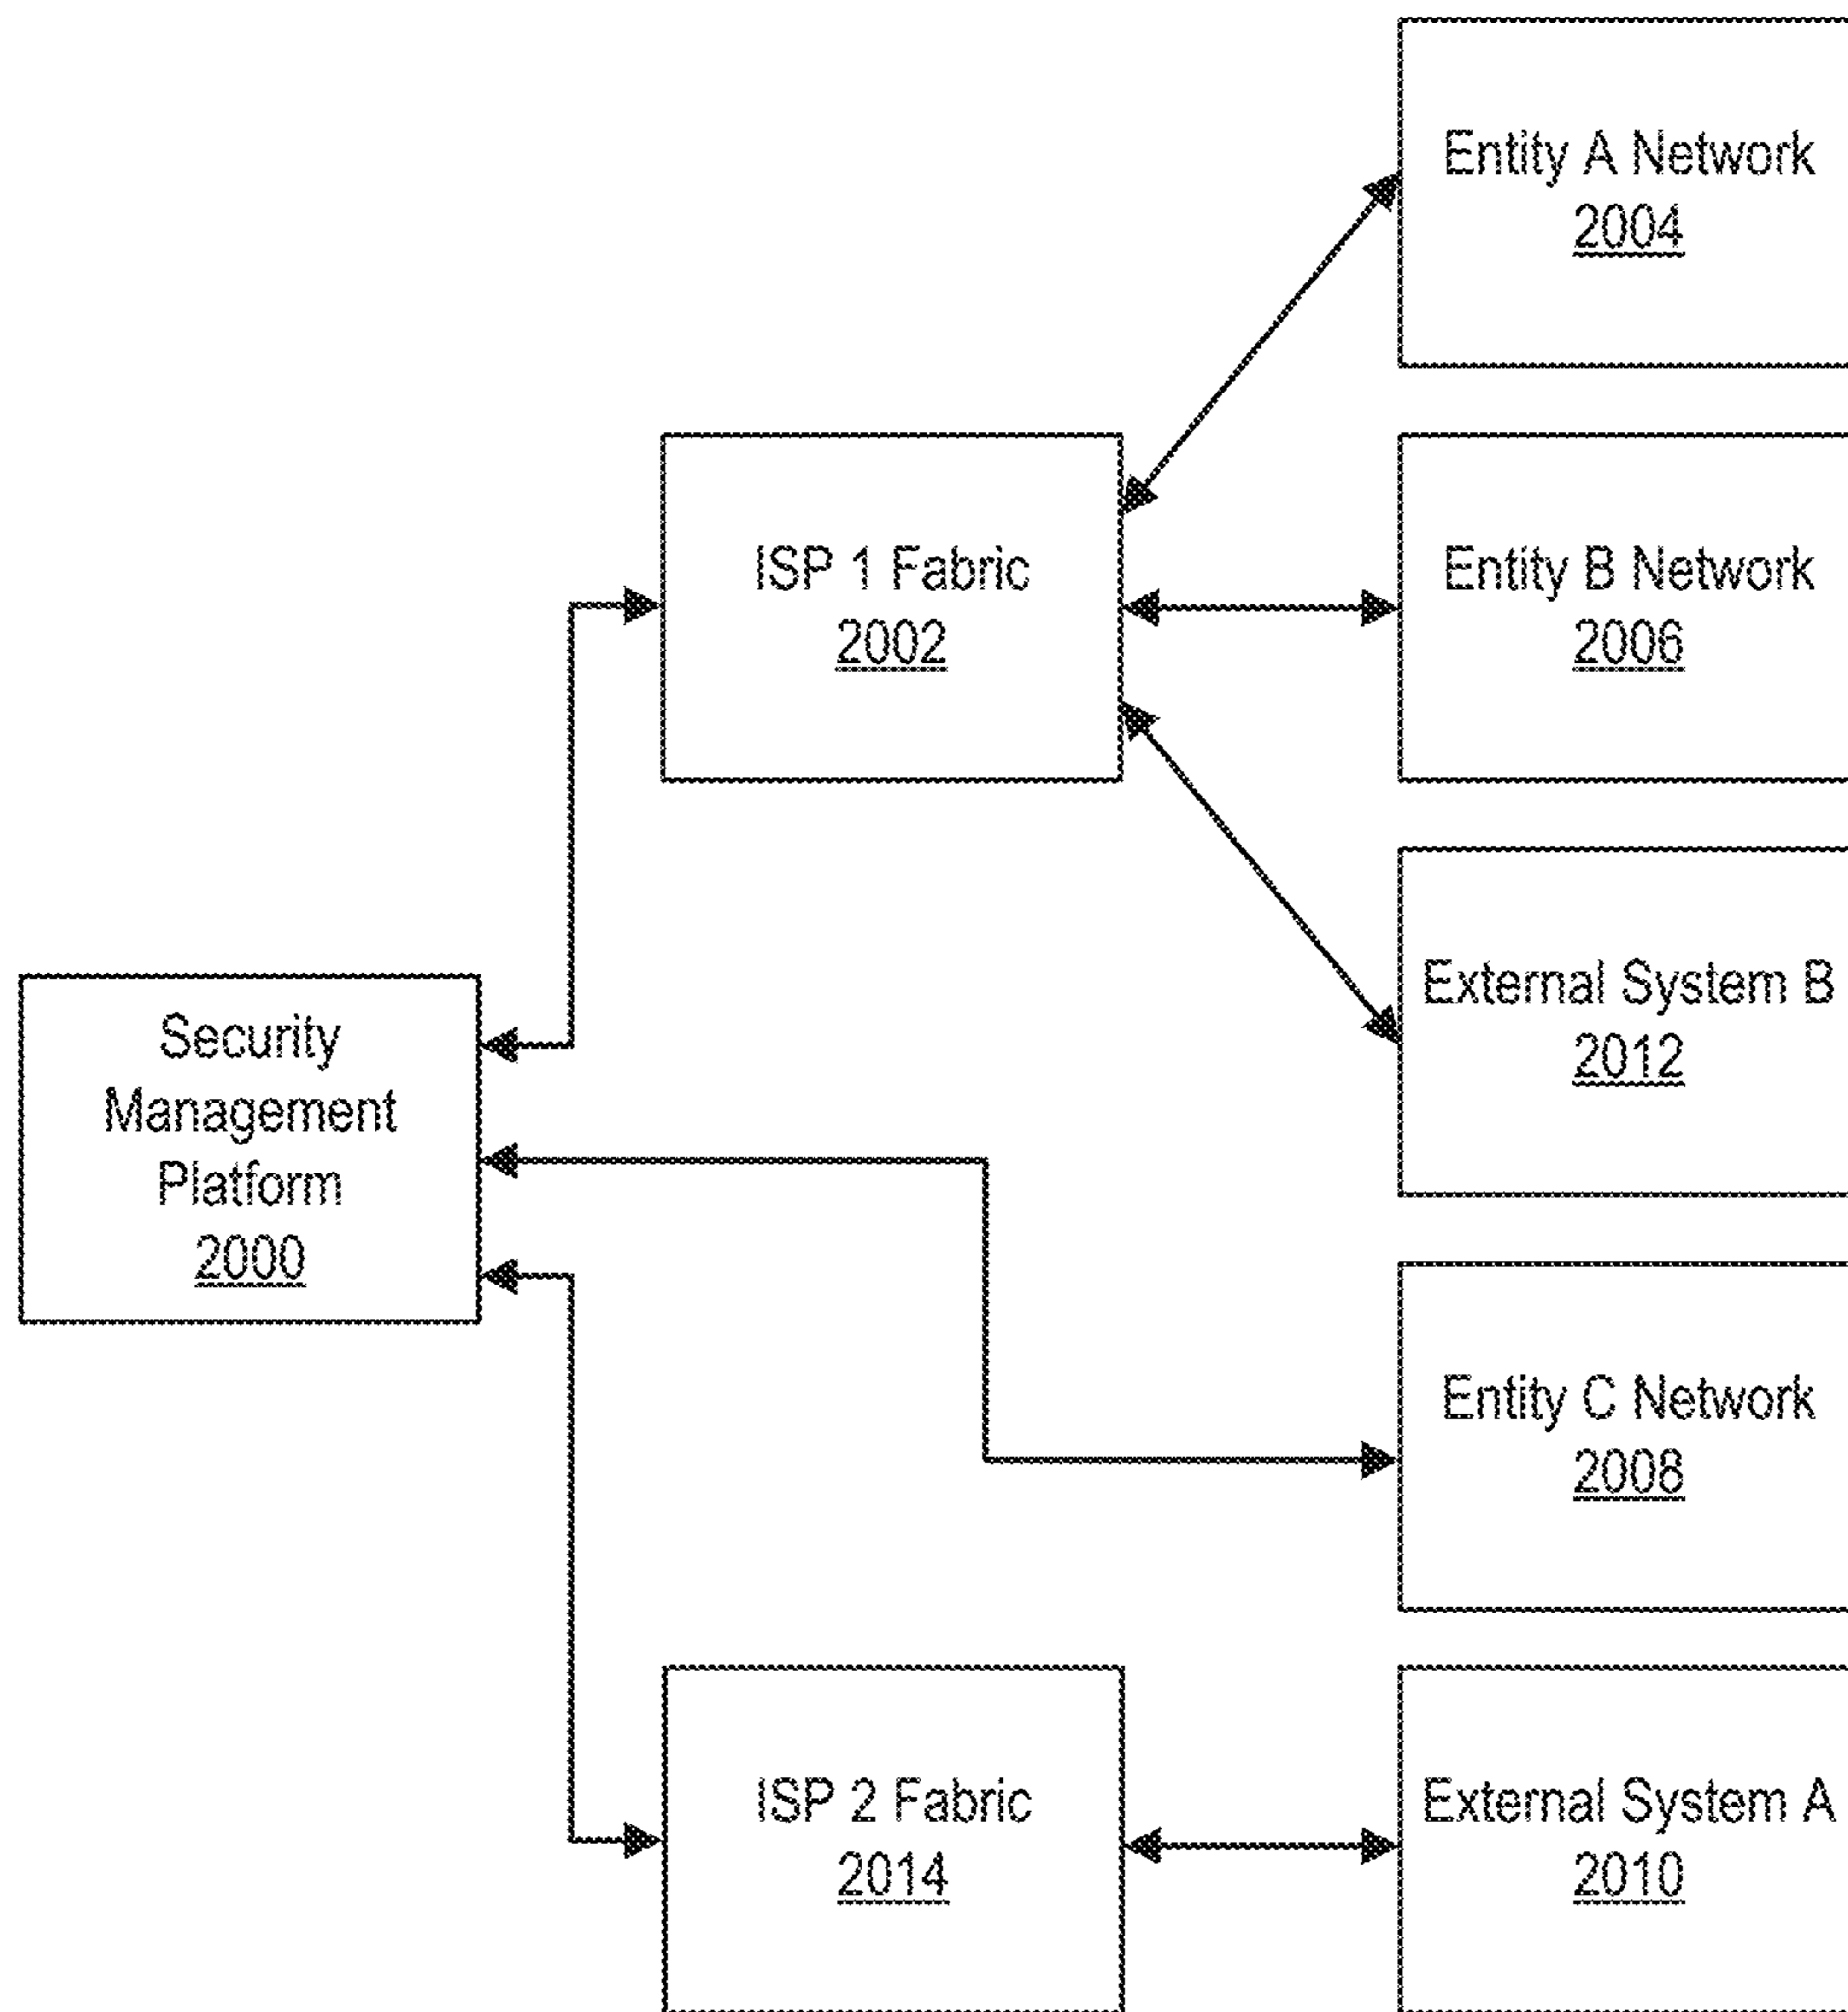 Entity A Network
2004
ISP 1 Fabric
2002
Entity B Network
2006
External System B
2012
Security
Management
Platform
2000
Entity C Network
2008
ISP 2 Fabric
2014
External System A
2010